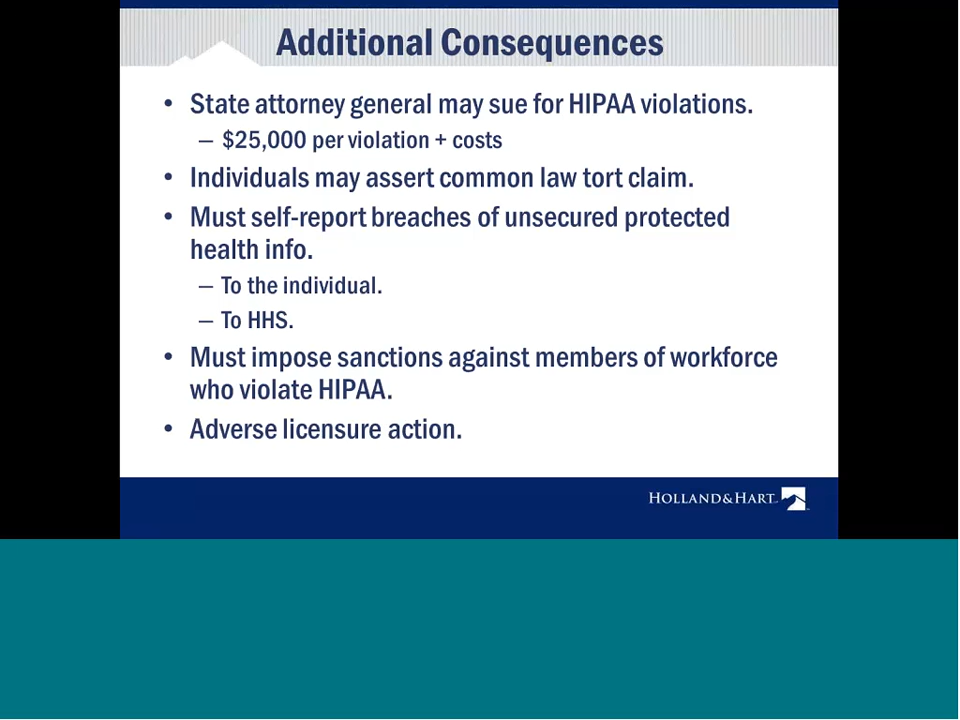 Additional Consequences
• State attorney general may sue for HIPAA violations.
– $25,000 per violation + costs
• Individuals may assert common law tort claim.
• Must self-report breaches of unsecured protected
health info.
– To the individual.
– To HHS.
• Must impose sanctions against members of workforce
who violate HIPAA.
• Adverse licensure action.
HOLLAND&HART